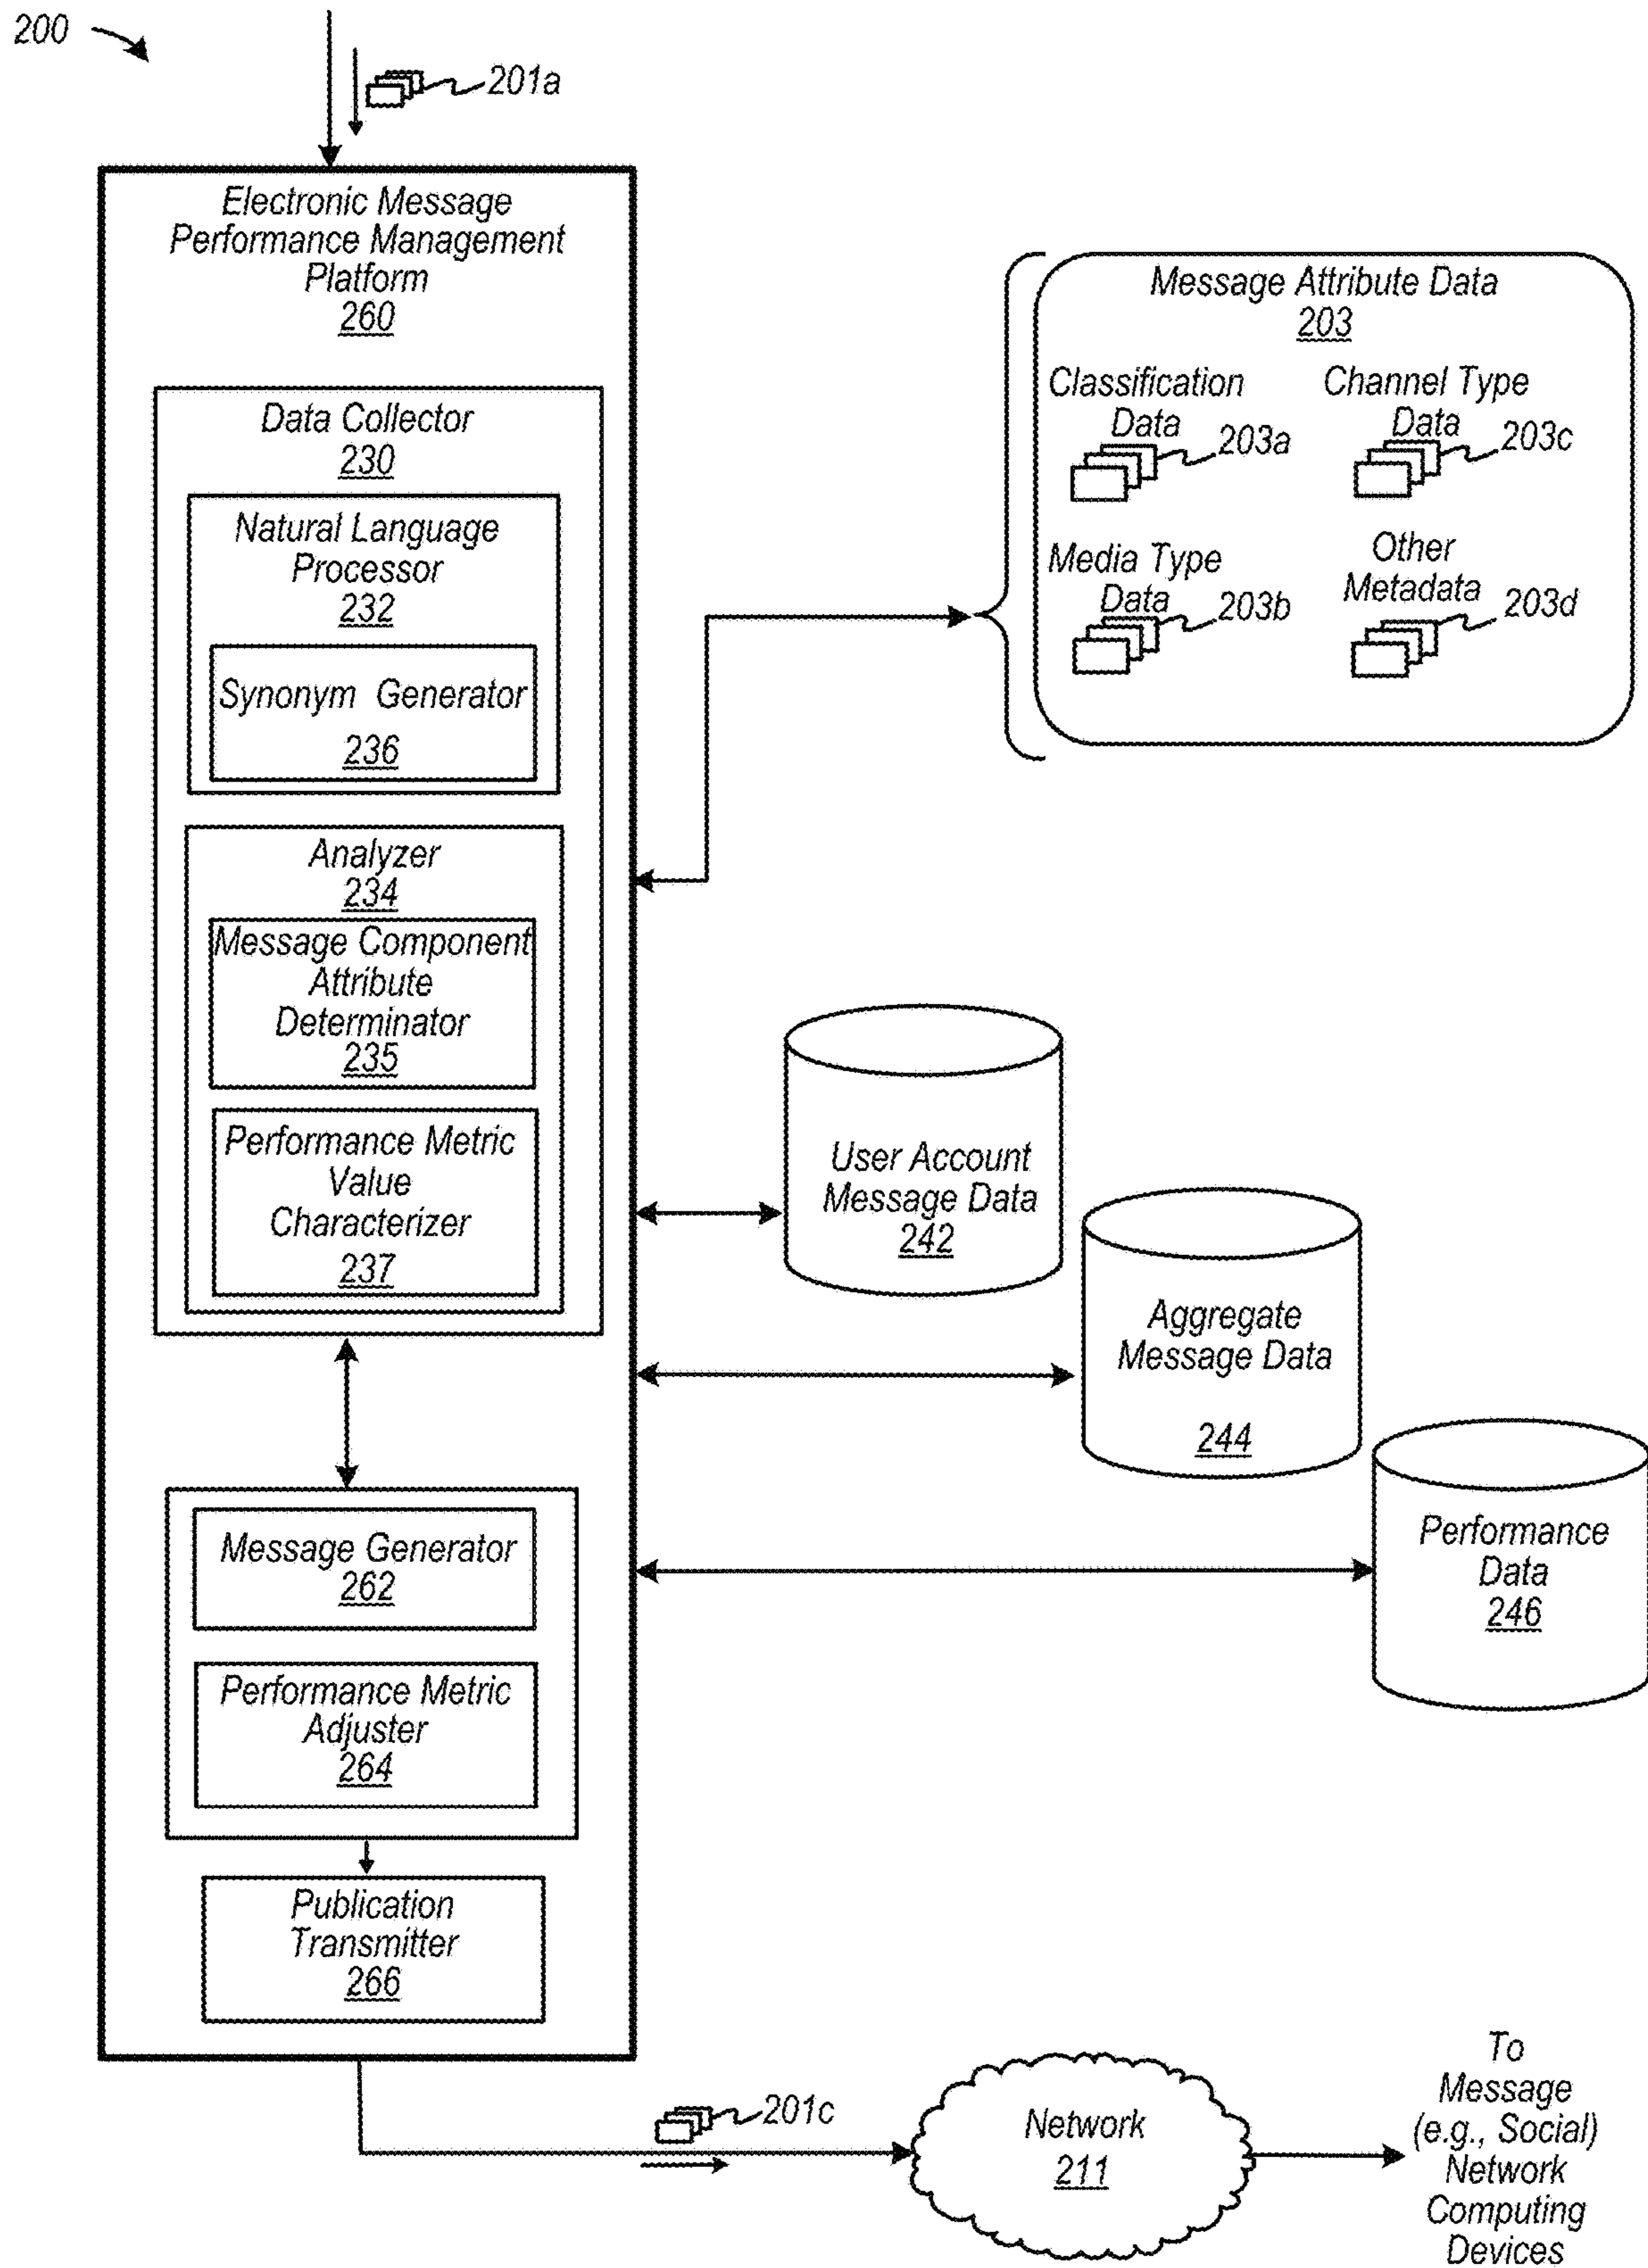 200
201a
Electronic Message
Performance Management
Platform
260
Data Collector
230
Natural Language
Processor
232
Synonym Generator
236
Analyzer
234
Message Component
Attribute
Determinator
235
Performance Metric
Value
Characterizer
237
Message Generator
262
Performance Metric
Adjuster
264
Publication
Transmitter
266
Message Attribute Data
203
Classification
Data
203a
Channel Type
Data
203c
Media Type
Data
203b
Other
Metadata
203d
User Account
Message Data
242
Aggregate
Message Data
244
Performance
Data
246
201c
Network
211
To
Message
(e.g., Social)
Network
Computing
Devices